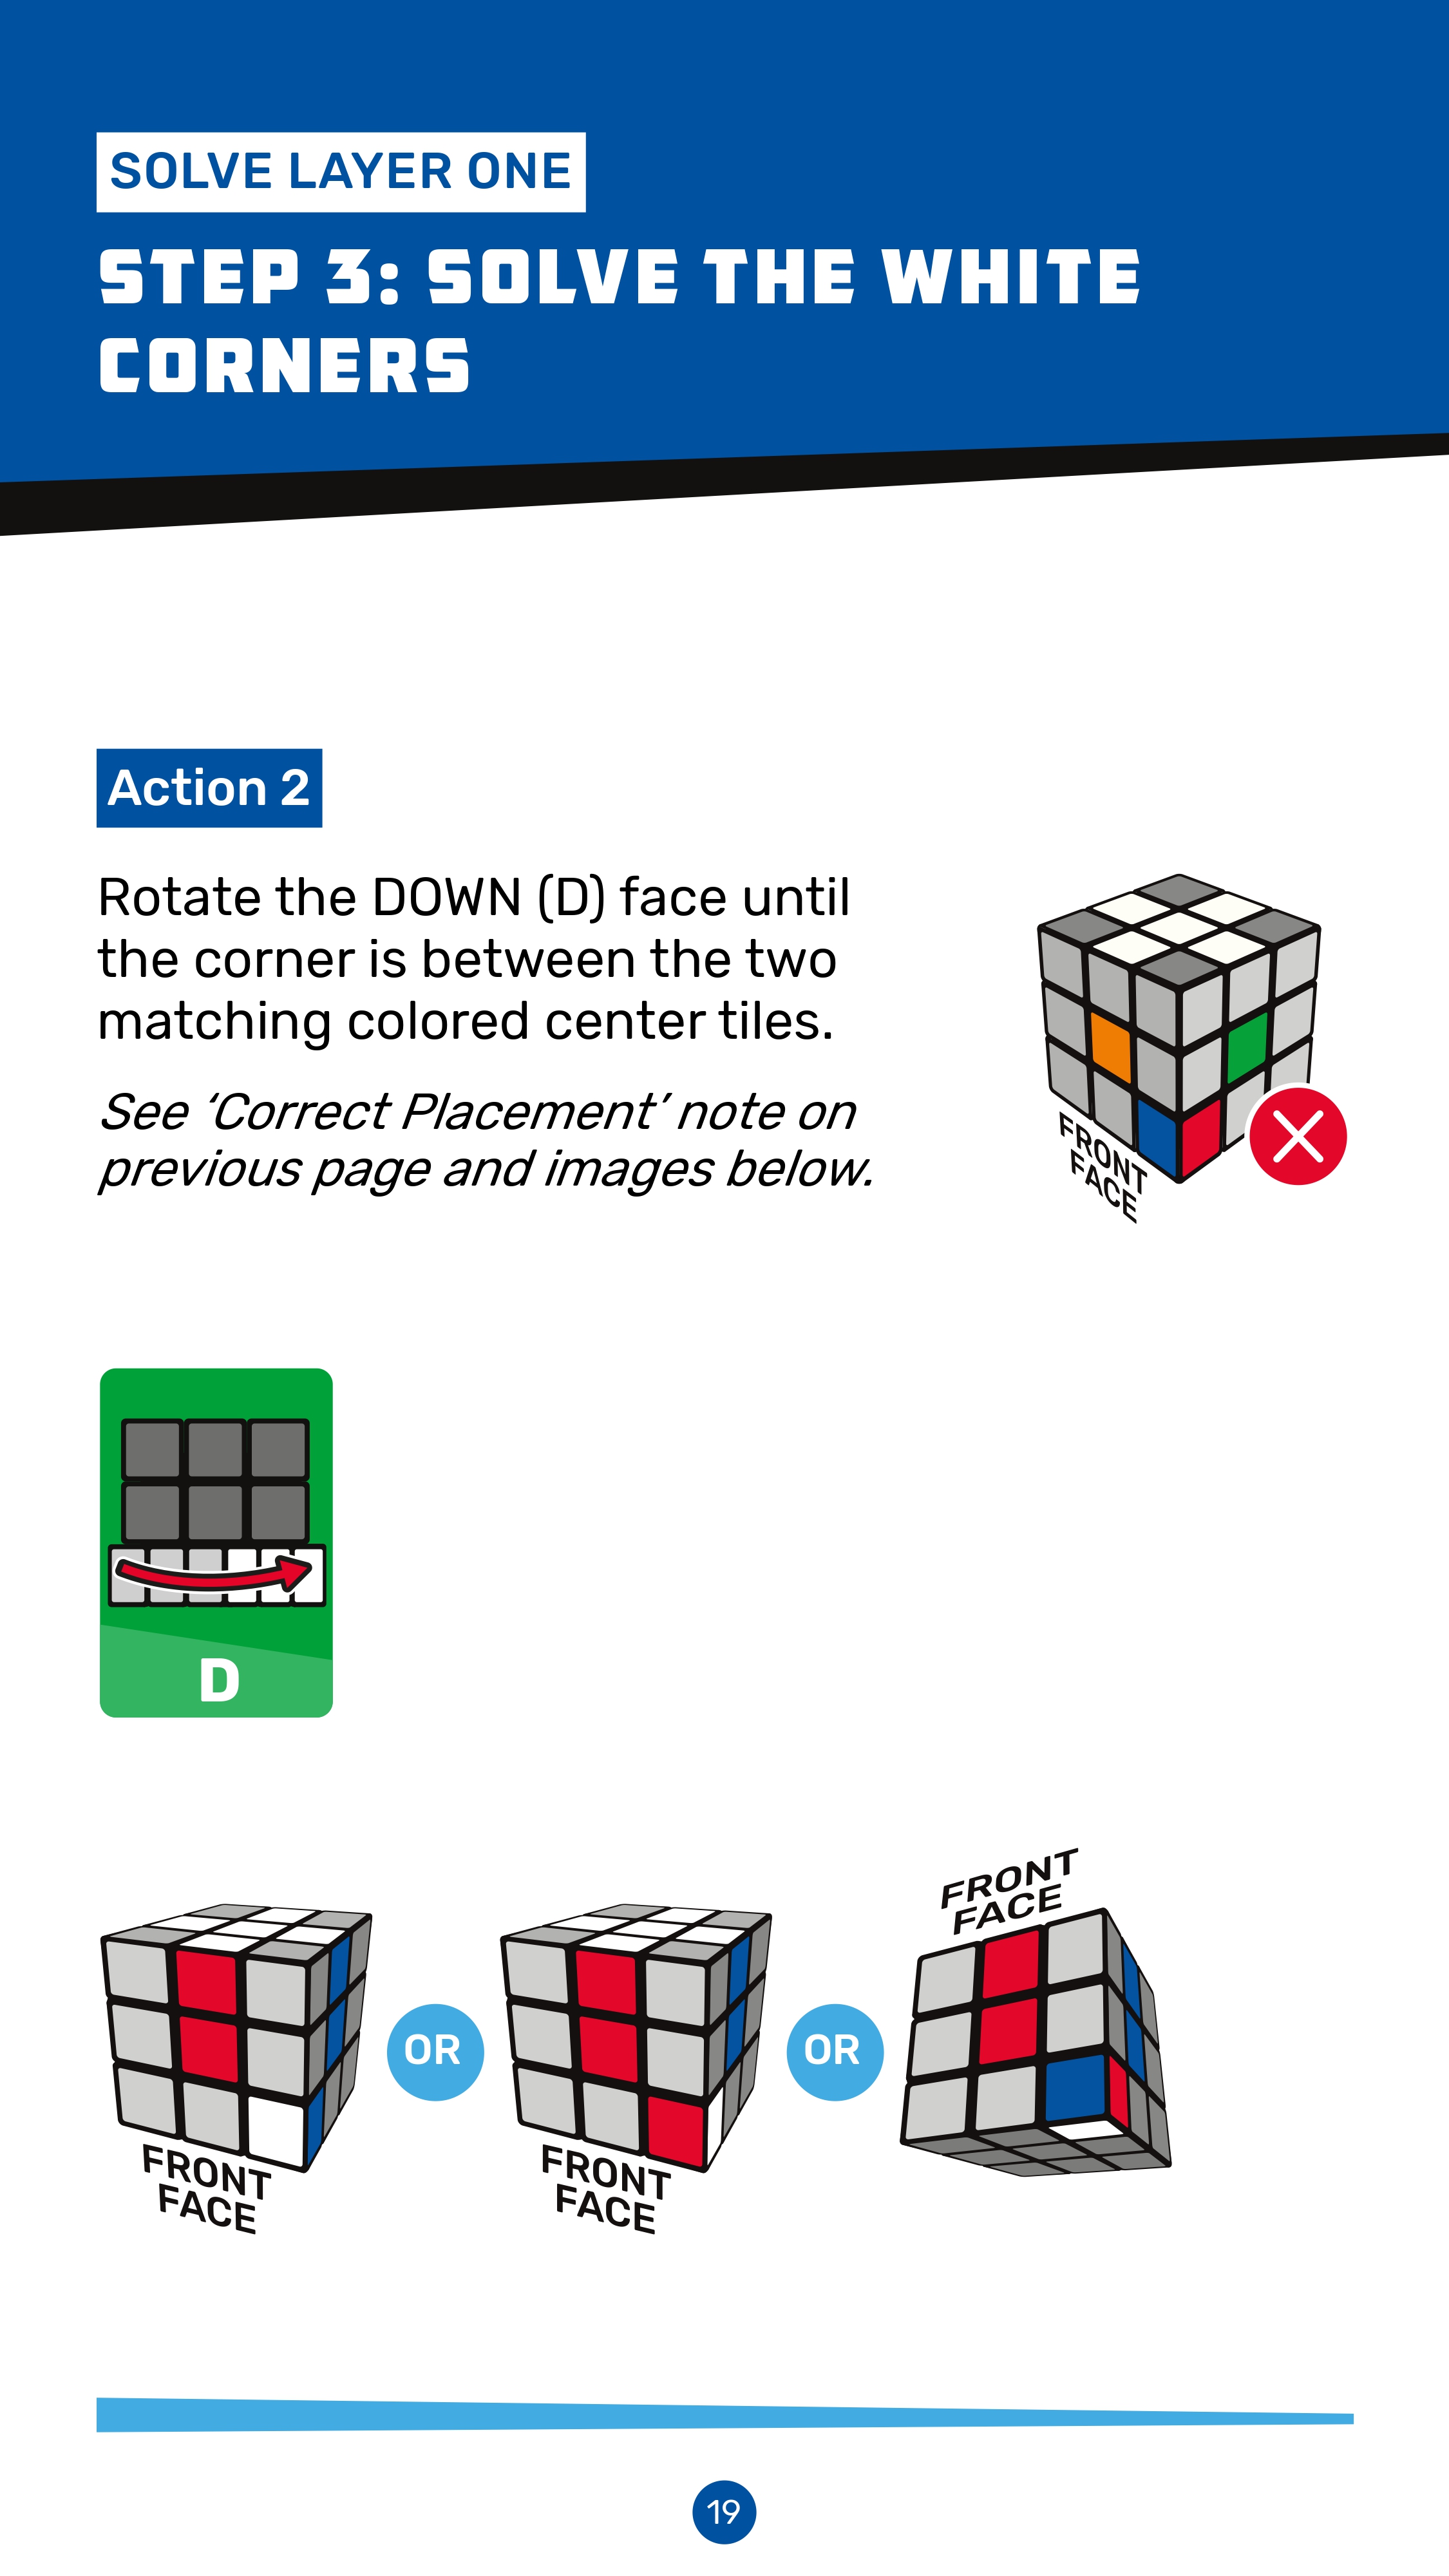 SOLVE LAYER ONE
STEP 3: SOLVE THE WHITE
CORNERS
Action 2
Rotate the DOWN (D) face until
the corner is between the two
matching colored center tiles.
See ‘Correct Placement’ note on
previous page and images below.
FRONT
FACE
D
FRONT
FACE
OR
FRONT
FACE
OR
FRONT
FACE
19